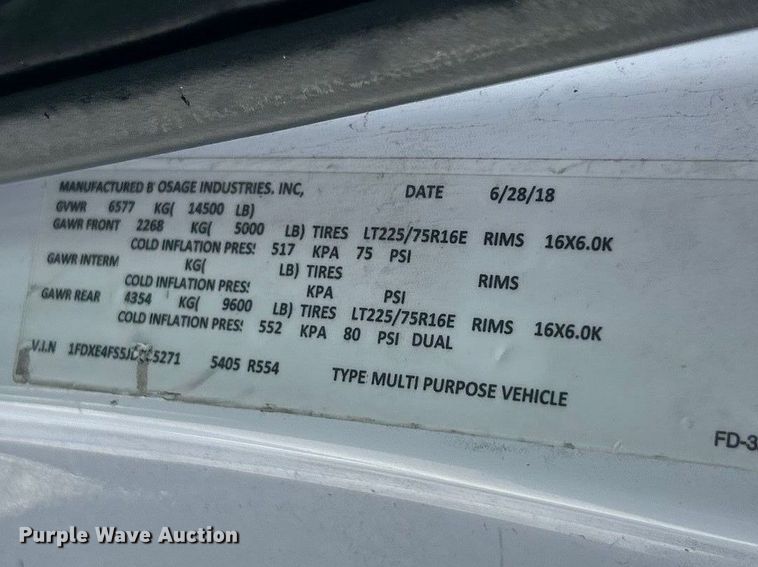 MANUFACTURED B' OSAGE INDUSTRIES. INC, DATE 6/28/18
GVWR 6577 KG( 14500 LB)
GAWR FRONT 2268 KG( 5000 LB) TIRES LT225/75R16E RIMS 16X6.0K
COLD INFLATION PRES! 517 KPA 75 PSI
GAWR INTERM KG( LB) TIRES RIMS
COLD INFLATION PRES! KPA PSI
GAWR REAR 4354 KG( 9600 LB) TIRES LT225/75R16E RIMS 16X6.0K
COLD INFLATION PRES! 552 KPA 80 PSI DUAL
V.I.N 5405 R554
TYPE MULTI PURPOSE VEHICLE
FD-3
Purple Wave Auction